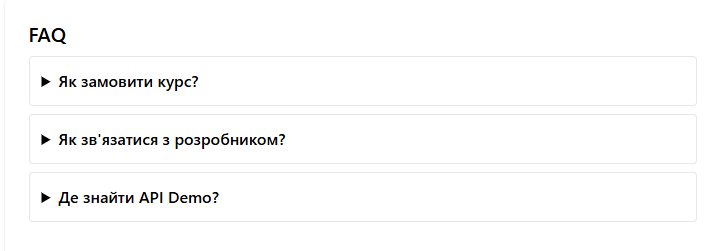 FAQ
Як замовити курс?
Як зв'язатися з розробником?
Де знайти API Demo?